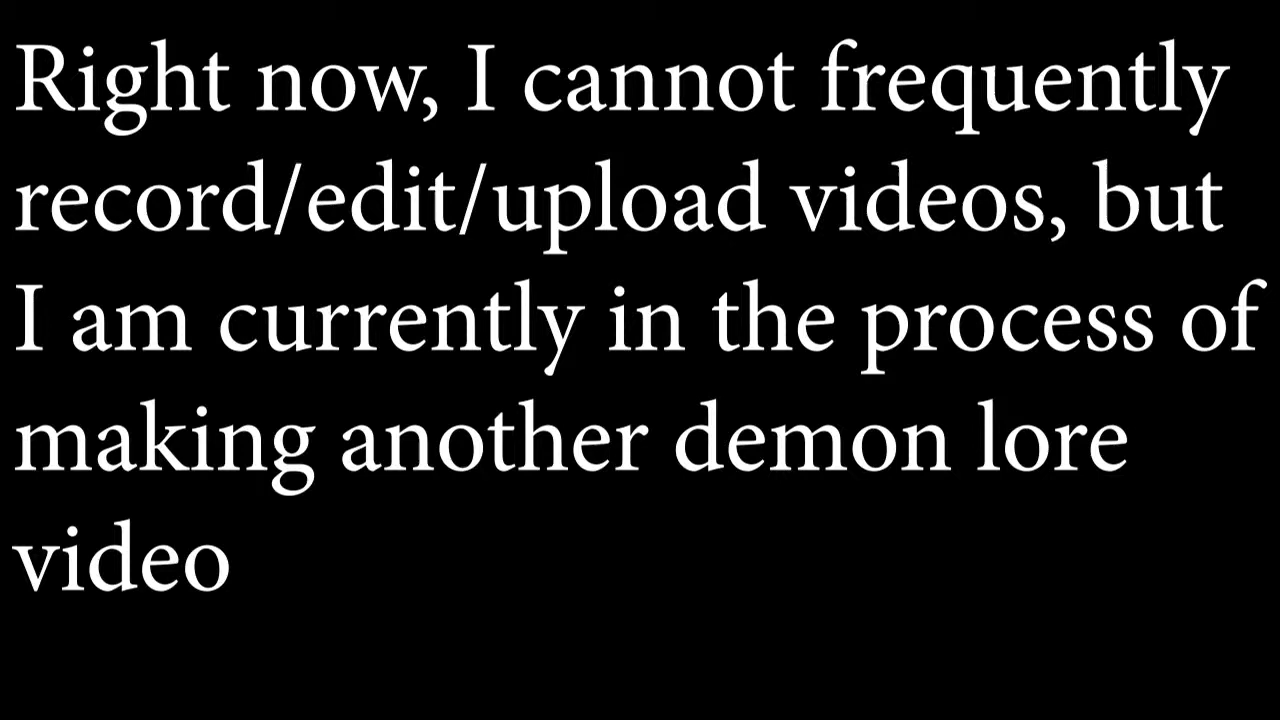 Right now, I cannot frequently
record/edit/upload videos, but
I am currently in the process of
making another demon lore
video